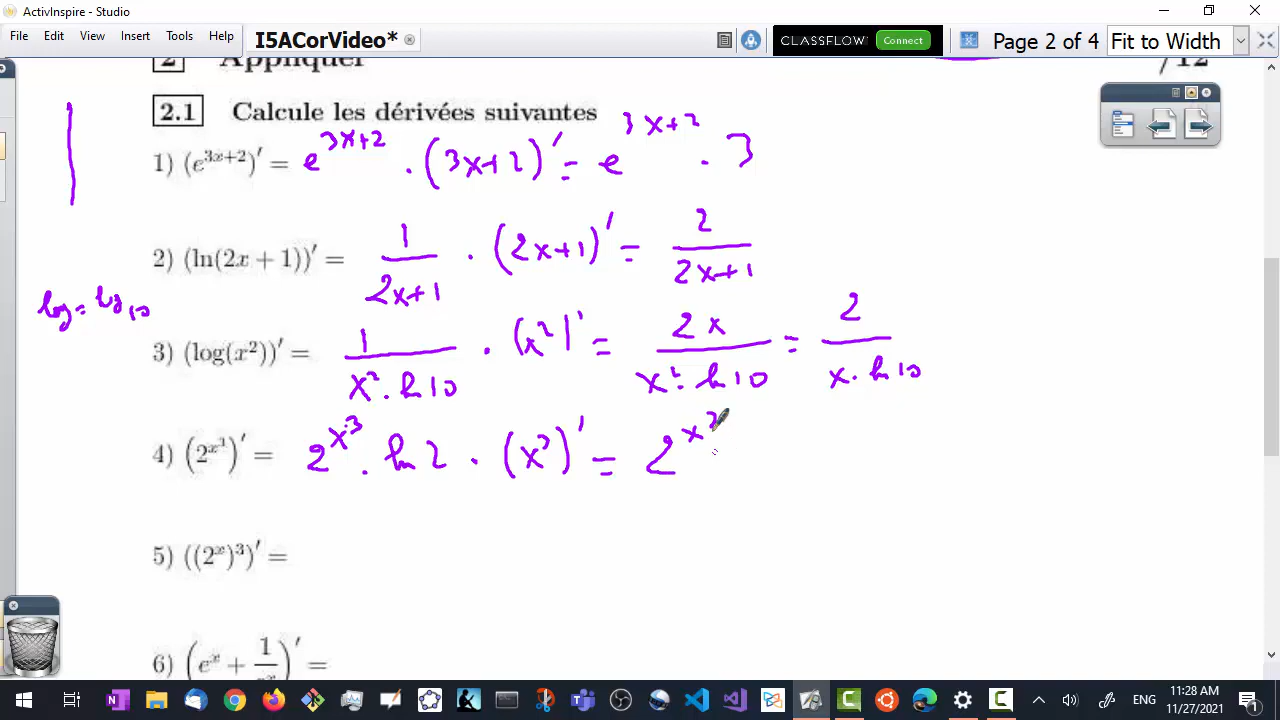 ActivInspire - Studio
File Edit View Insert Tools Help I5ACorVideo* CLASSFLOW Connect Page 2 of 4 Fit to Width
2 Appliquer /12
2.1 Calcule les dérivées suivantes
1) (e^{3x+2})' = e^{3x+2} . (3x+2)' = e^{3x+2} . 3
2) (ln(2x + 1))' = 1/(2x+1) . (2x+1)' = 2/(2x+1)
log = log_{10}
3) (log(x²))' = 1/(x² . ln 10) . (x²)' = 2x/(x² . ln 10) = 2/(x . ln 10)
4) (2^{x³})' = 2^{x³} . ln 2 . (x³)' = 2^{x³}
5) ((2^x)³)' =
6) (e^x + 1/e^x)' =
ENG 11:28 AM
11/27/2021 1